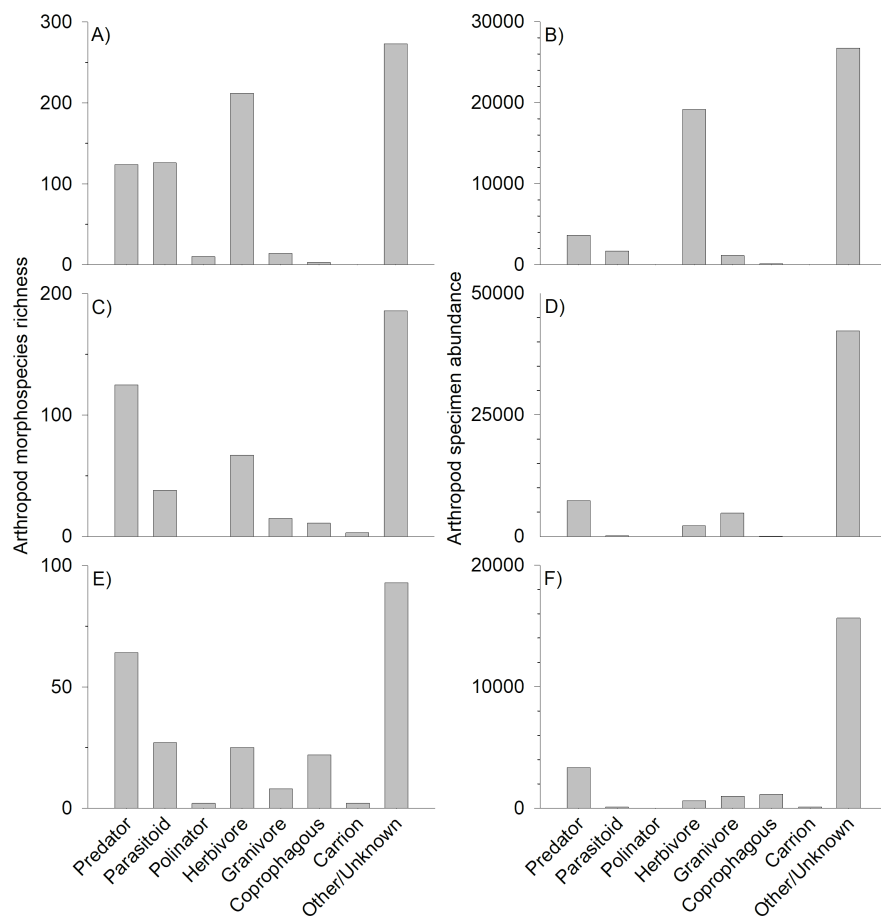 Arthropod morphospecies richness
Arthropod specimen abundance
A)
300
200
100
0
B)
30000
20000
10000
0
C)
200
100
0
D)
50000
25000
0
E)
100
50
0
F)
20000
10000
0
Predator
Parasitoid
Polinator
Herbivore
Granivore
Coprophagous
Carrion
Other/Unknown
Predator
Parasitoid
Polinator
Herbivore
Granivore
Coprophagous
Carrion
Other/Unknown